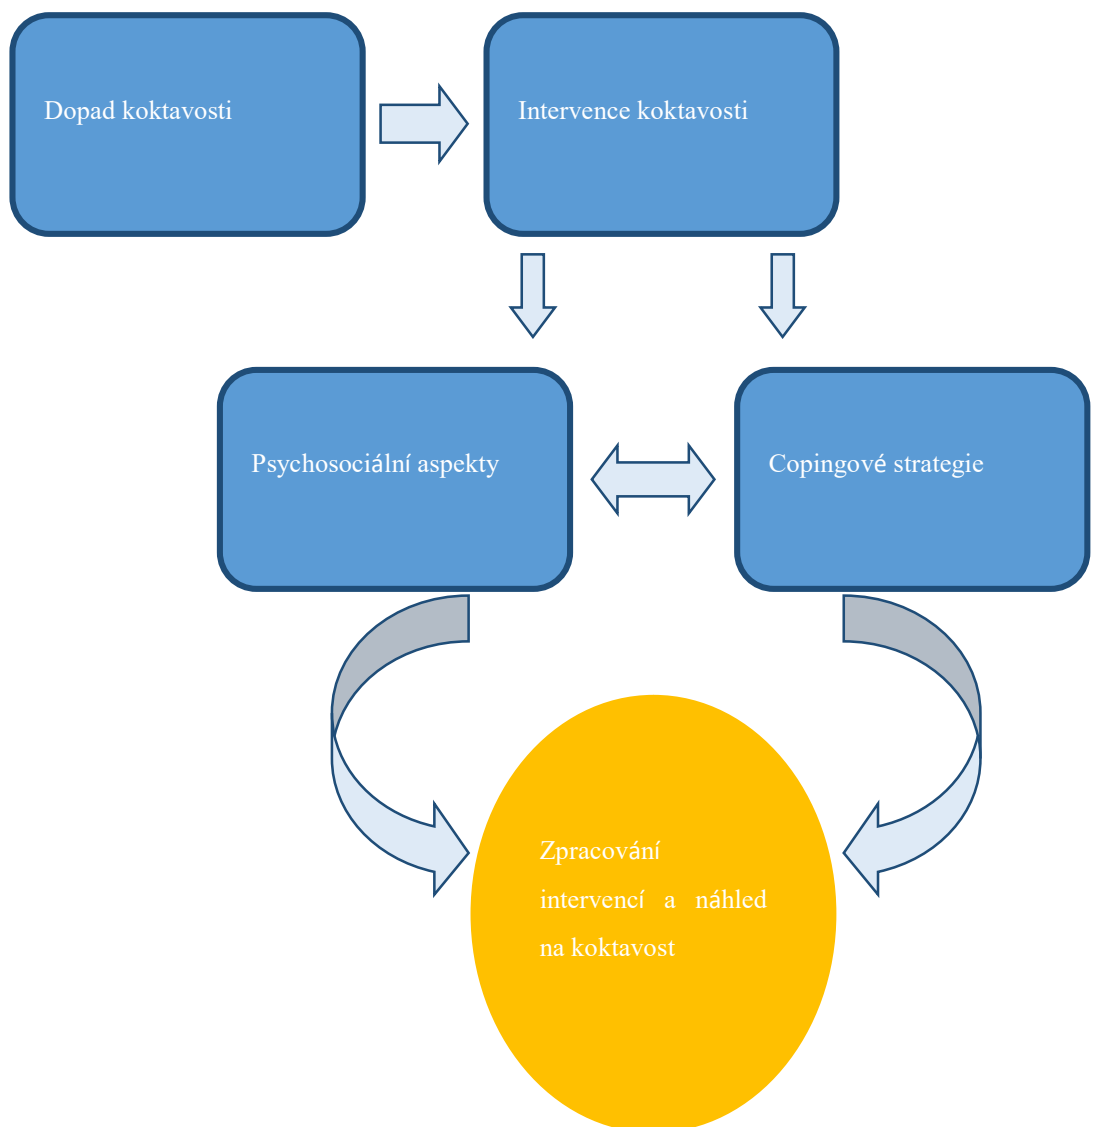 Dopad koktavosti
Intervence koktavosti
Psychosociální aspekty
Copingové strategie
Zpracování
intervencí a náhled
na koktavost